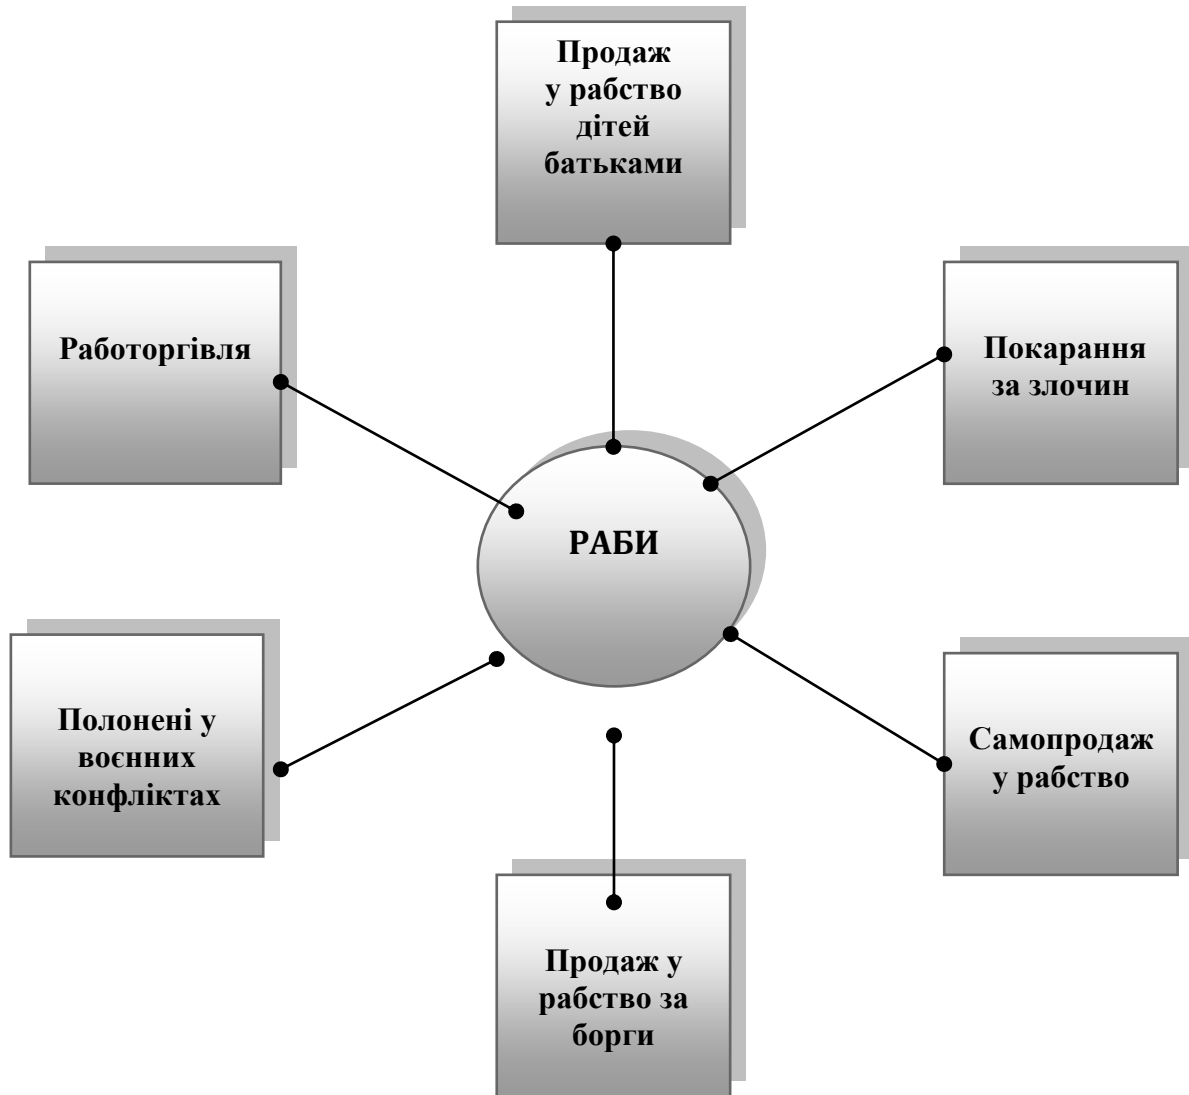 Продаж
у рабство
дітей
батьками
Работоргівля
Покарання
за злочин
РАБИ
Полонені у
воєнних
конфліктах
Самопродаж
у рабство
Продаж у
рабство за
борги